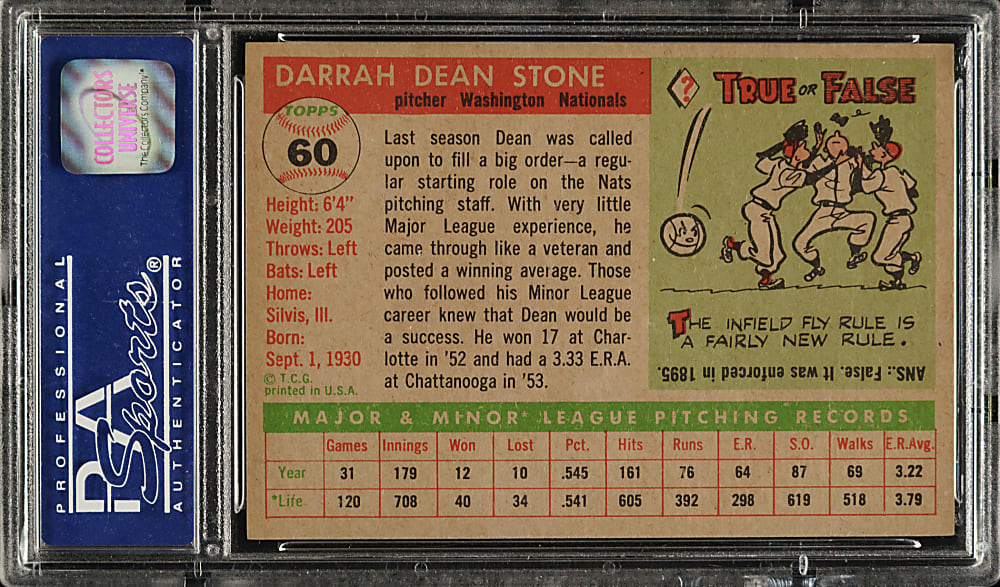 COLLECTORS
UNIVERSE
The Collectors Company™
PROFESSIONAL
PSA
Sports®
AUTHENTICATOR
DARRAH DEAN STONE
pitcher Washington Nationals
TOPPS
60
Height: 6'4"
Weight: 205
Throws: Left
Bats: Left
Home:
Silvis, Ill.
Born:
Sept. 1, 1930
© T.C.G.
printed in U.S.A.
Last season Dean was called
upon to fill a big order—a regu-
lar starting role on the Nats
pitching staff. With very little
Major League experience, he
came through like a veteran and
posted a winning average. Those
who followed his Minor League
career knew that Dean would be
a success. He won 17 at Char-
lotte in '52 and had a 3.33 E.R.A.
at Chattanooga in '53.
?
TRUE OR FALSE
THE INFIELD FLY RULE IS
A FAIRLY NEW RULE.
ANS.: False. It was enforced in 1895.
MAJOR & MINOR* LEAGUE PITCHING RECORDS
Games Innings Won Lost Pct. Hits Runs E.R. S.O. Walks E.R.Avg.
Year 31 179 12 10 .545 161 76 64 87 69 3.22
*Life 120 708 40 34 .541 605 392 298 619 518 3.79